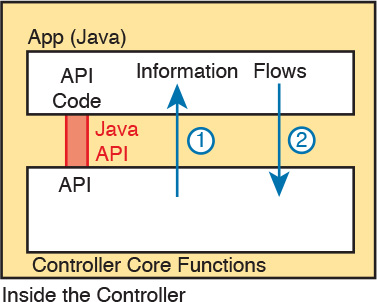 App (Java)
API
Code
Information
Flows
Java
API
1
2
API
Controller Core Functions
Inside the Controller